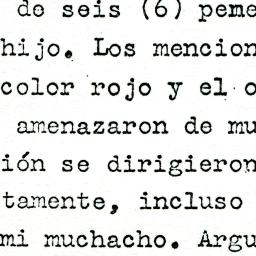 de seis (6) peme
hijo. Los mencion
color rojo y el o
amenazaron de mu
ión se dirigieron
tamente, incluso
mi muchacho. Argu